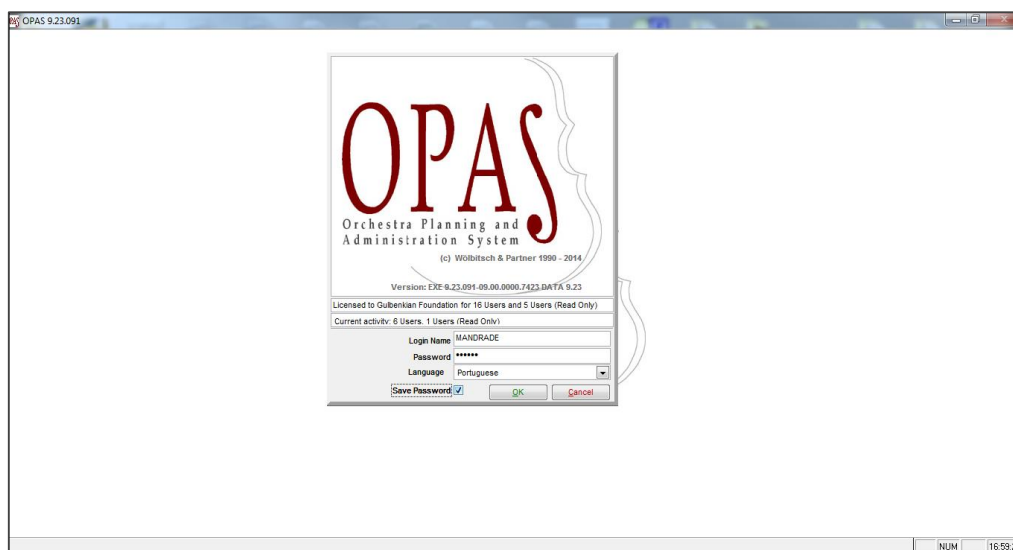 OPAS 9.23.091
OPAS
Orchestra Planning and
Administration System
(c) Wölbitsch & Partner 1990 - 2014
Version: EXE 9.23.091-09.00.0000.7423 DATA 9.23
Licensed to Gulbenkian Foundation for 16 Users and 5 Users (Read Only)
Current activity: 6 Users, 1 Users (Read Only)
Login Name MANDRADE
Password ••••••
Language Portuguese
Save Password OK Cancel
NUM 16:59: